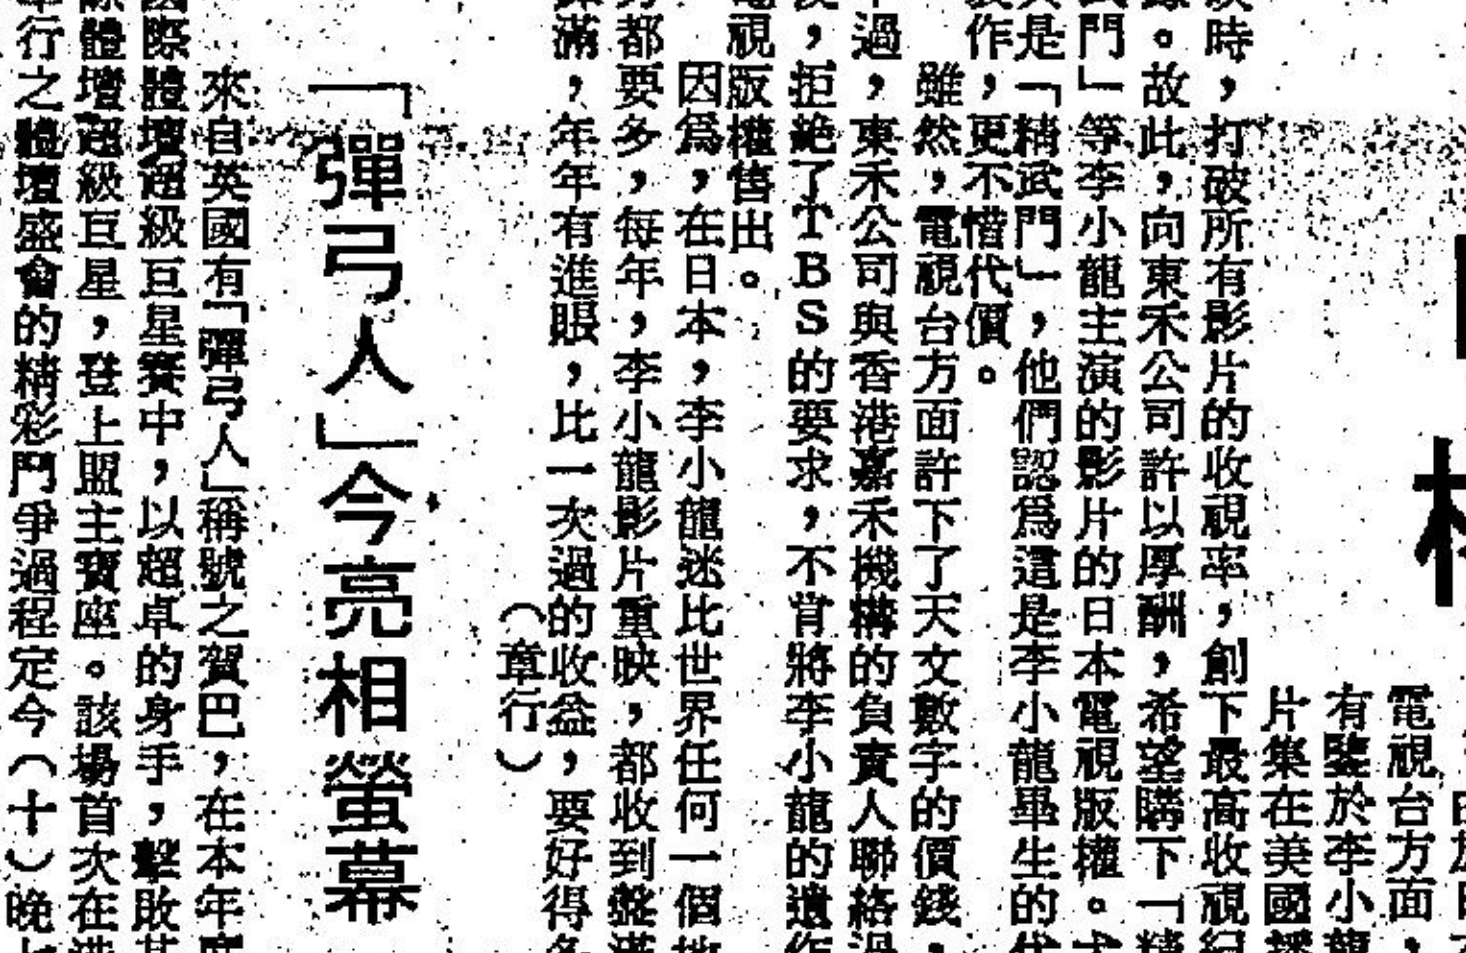 電視台方面，
有鑒於李小龍
片集在美國播
時，打破所有影片的收視率，創下最高收視紀
。故此，向東禾公司許以厚酬，希望購下「精
武門」等李小龍主演的影片的日本電視版權。尤
是「精武門」，他們認爲這是李小龍畢生的代
作，更不惜代價。
雖然，電視台方面許下了天文數字的價錢，
過，東禾公司與香港嘉禾機構的負責人聯絡過
，拒絶了TBS的要求，不肯將李小龍的遺作
電視版權售出。
因爲，在日本，李小龍迷比世界任何一個地
都要多，每年，李小龍影片重映，都收到盤滿
滿，年年有進賬，比一次過的收益，要好得多
（章行）
「彈弓人」今亮相螢幕
來自英國有「彈弓人」稱號之賀巴，在本年度
國際體壇超級巨星賽中，以超卓的身手，擊敗其
體壇超級巨星，登上盟主寶座。該場首次在港
舉行之體壇盛會的精彩鬥爭過程定今（十）晚七